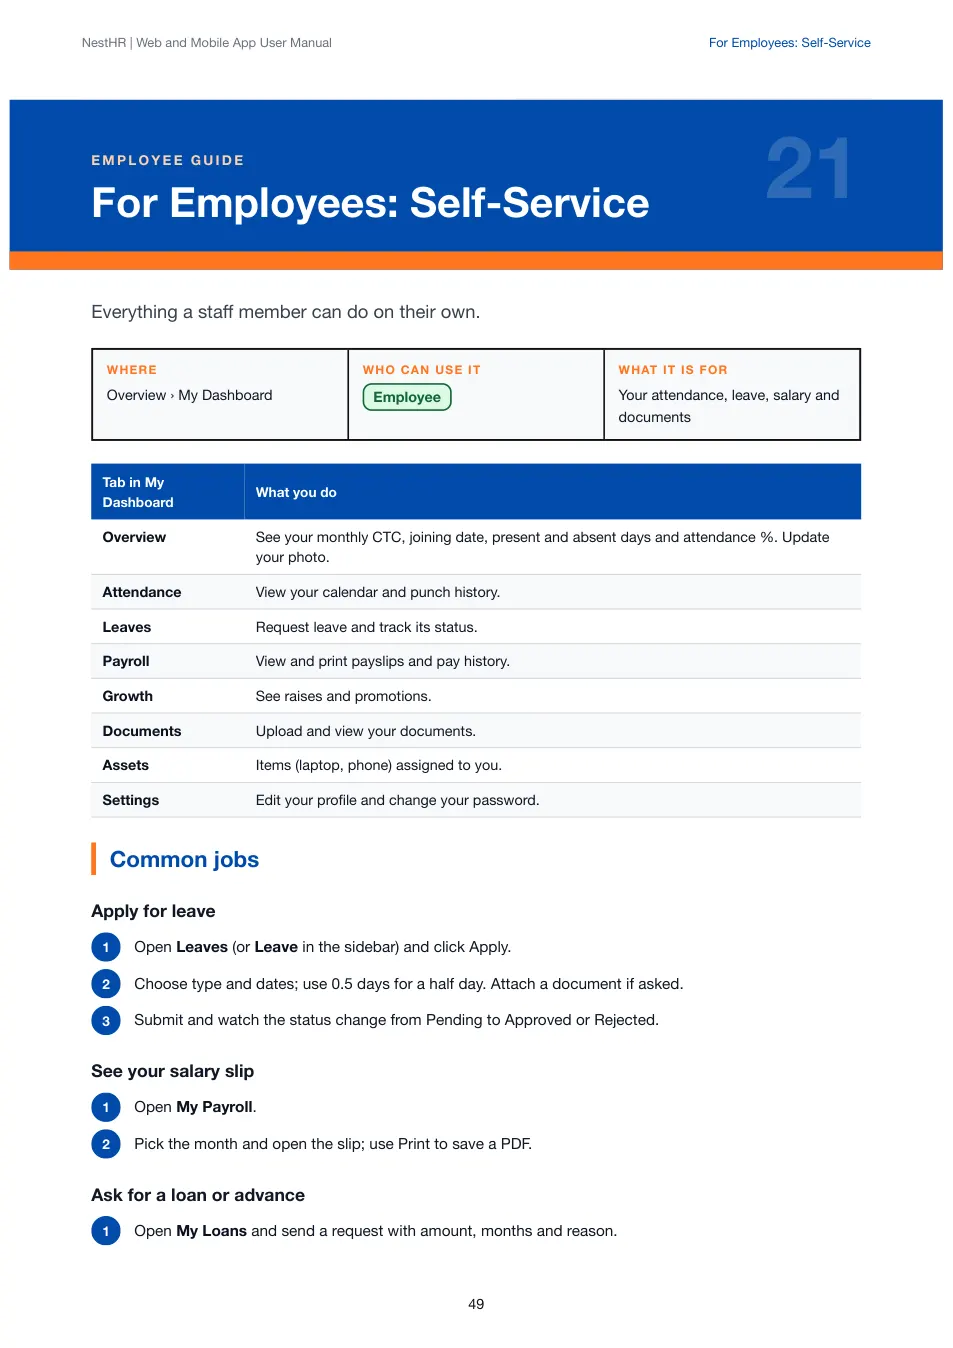 NestHR | Web and Mobile App User Manual
For Employees: Self-Service
EMPLOYEE GUIDE
21
For Employees: Self-Service
Everything a staff member can do on their own.
WHERE
Overview › My Dashboard
WHO CAN USE IT
Employee
WHAT IT IS FOR
Your attendance, leave, salary and
documents
Tab in My
Dashboard
What you do
Overview
See your monthly CTC, joining date, present and absent days and attendance %. Update
your photo.
Attendance
View your calendar and punch history.
Leaves
Request leave and track its status.
Payroll
View and print payslips and pay history.
Growth
See raises and promotions.
Documents
Upload and view your documents.
Assets
Items (laptop, phone) assigned to you.
Settings
Edit your profile and change your password.
Common jobs
Apply for leave
1 Open Leaves (or Leave in the sidebar) and click Apply.
2 Choose type and dates; use 0.5 days for a half day. Attach a document if asked.
3 Submit and watch the status change from Pending to Approved or Rejected.
See your salary slip
1 Open My Payroll.
2 Pick the month and open the slip; use Print to save a PDF.
Ask for a loan or advance
1 Open My Loans and send a request with amount, months and reason.
49